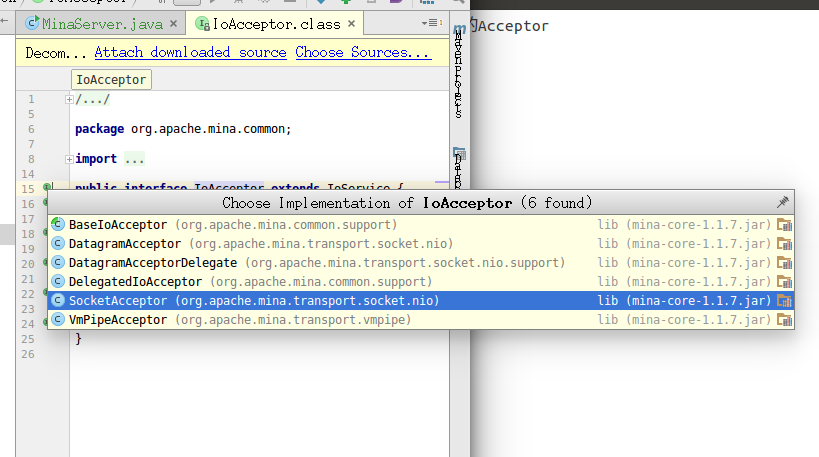 MinaServer.java
IoAcceptor.class
Decom... Attach downloaded source Choose Sources...
IoAcceptor
1 /.../
5
6 package org.apache.mina.common;
7
8 import ...
14
15 public interface IoAcceptor extends IoService {
16
17
18
19
20
21
22
23
24
25 }
26
Choose Implementation of IoAcceptor (6 found)
BaseIoAcceptor (org.apache.mina.common.support) lib (mina-core-1.1.7.jar)
DatagramAcceptor (org.apache.mina.transport.socket.nio) lib (mina-core-1.1.7.jar)
DatagramAcceptorDelegate (org.apache.mina.transport.socket.nio.support) lib (mina-core-1.1.7.jar)
DelegatedIoAcceptor (org.apache.mina.common.support) lib (mina-core-1.1.7.jar)
SocketAcceptor (org.apache.mina.transport.socket.nio) lib (mina-core-1.1.7.jar)
VmPipeAcceptor (org.apache.mina.transport.vmpipe) lib (mina-core-1.1.7.jar)
Maven Projects
Acceptor